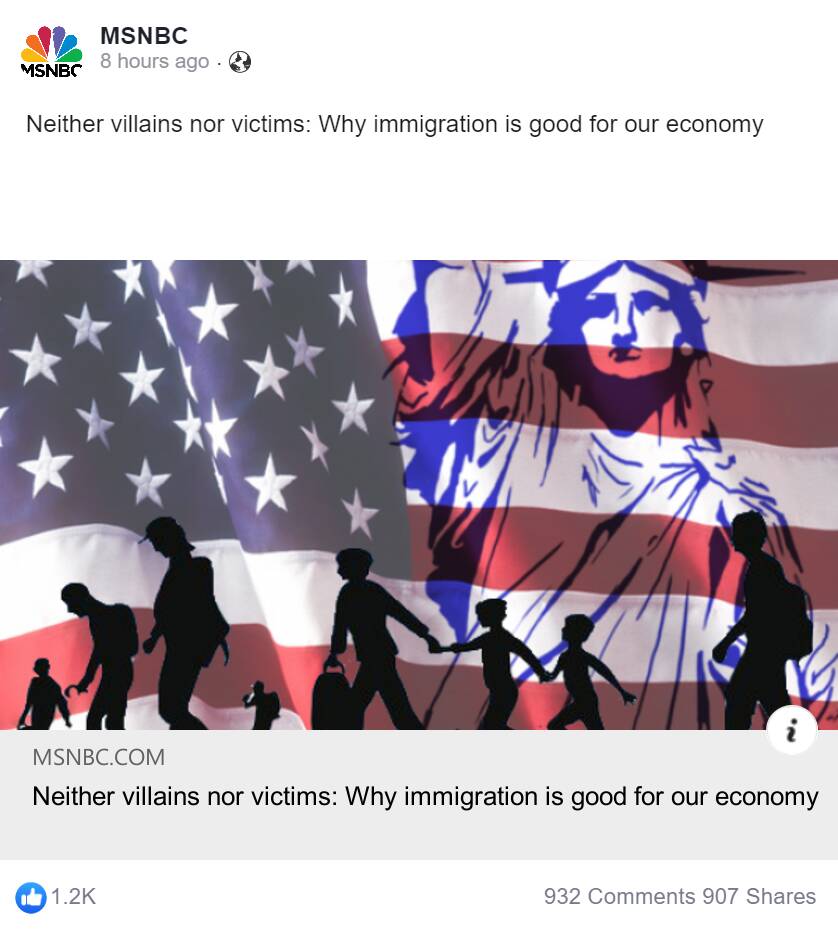 MSNBC
8 hours ago ·
MSNBC
Neither villains nor victims: Why immigration is good for our economy
MSNBC.COM
i
Neither villains nor victims: Why immigration is good for our economy
1.2K
932 Comments 907 Shares